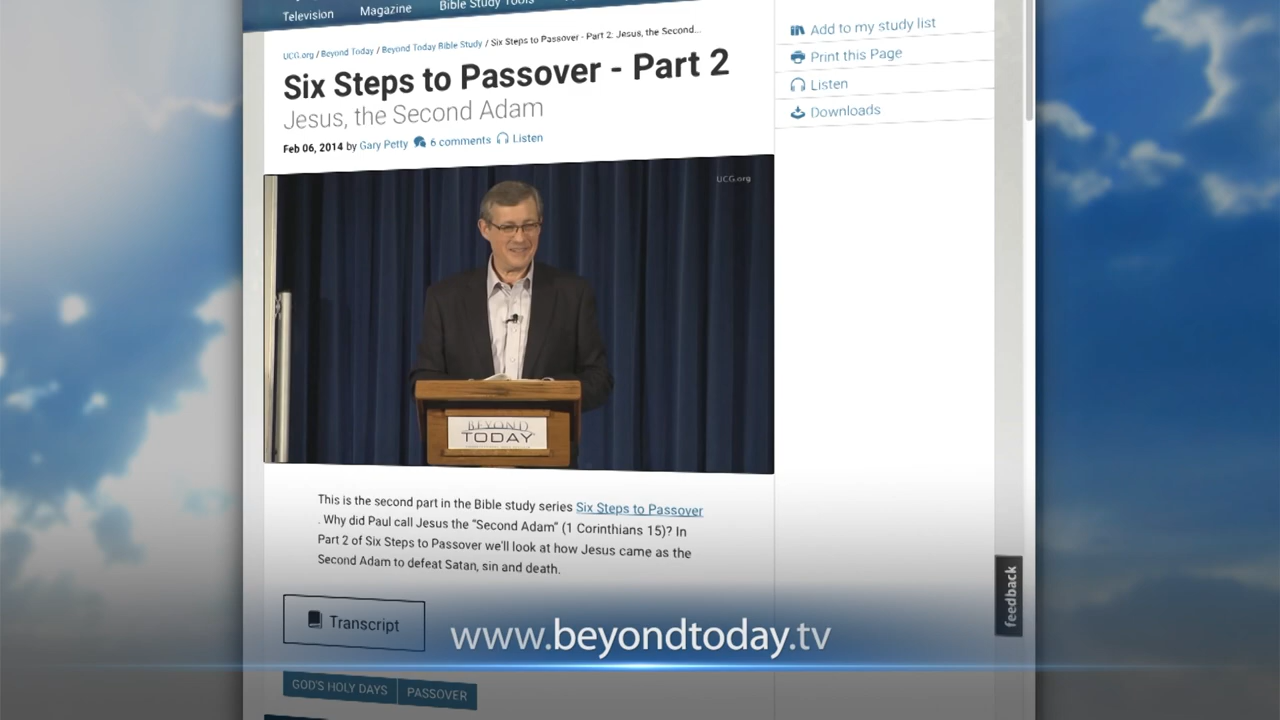 Television Magazine Bible Study Tools
UCG.org / Beyond Today / Beyond Today Bible Study / Six Steps to Passover - Part 2: Jesus, the Second...
Six Steps to Passover - Part 2
Jesus, the Second Adam
Feb 06, 2014 by Gary Petty 6 comments Listen
Add to my study list
Print this Page
Listen
Downloads
UCG.org
BEYOND
TODAY
This is the second part in the Bible study series Six Steps to Passover
. Why did Paul call Jesus the "Second Adam" (1 Corinthians 15)? In
Part 2 of Six Steps to Passover we'll look at how Jesus came as the
Second Adam to defeat Satan, sin and death.
Transcript
www.beyondtoday.tv
GOD'S HOLY DAYS PASSOVER
feedback